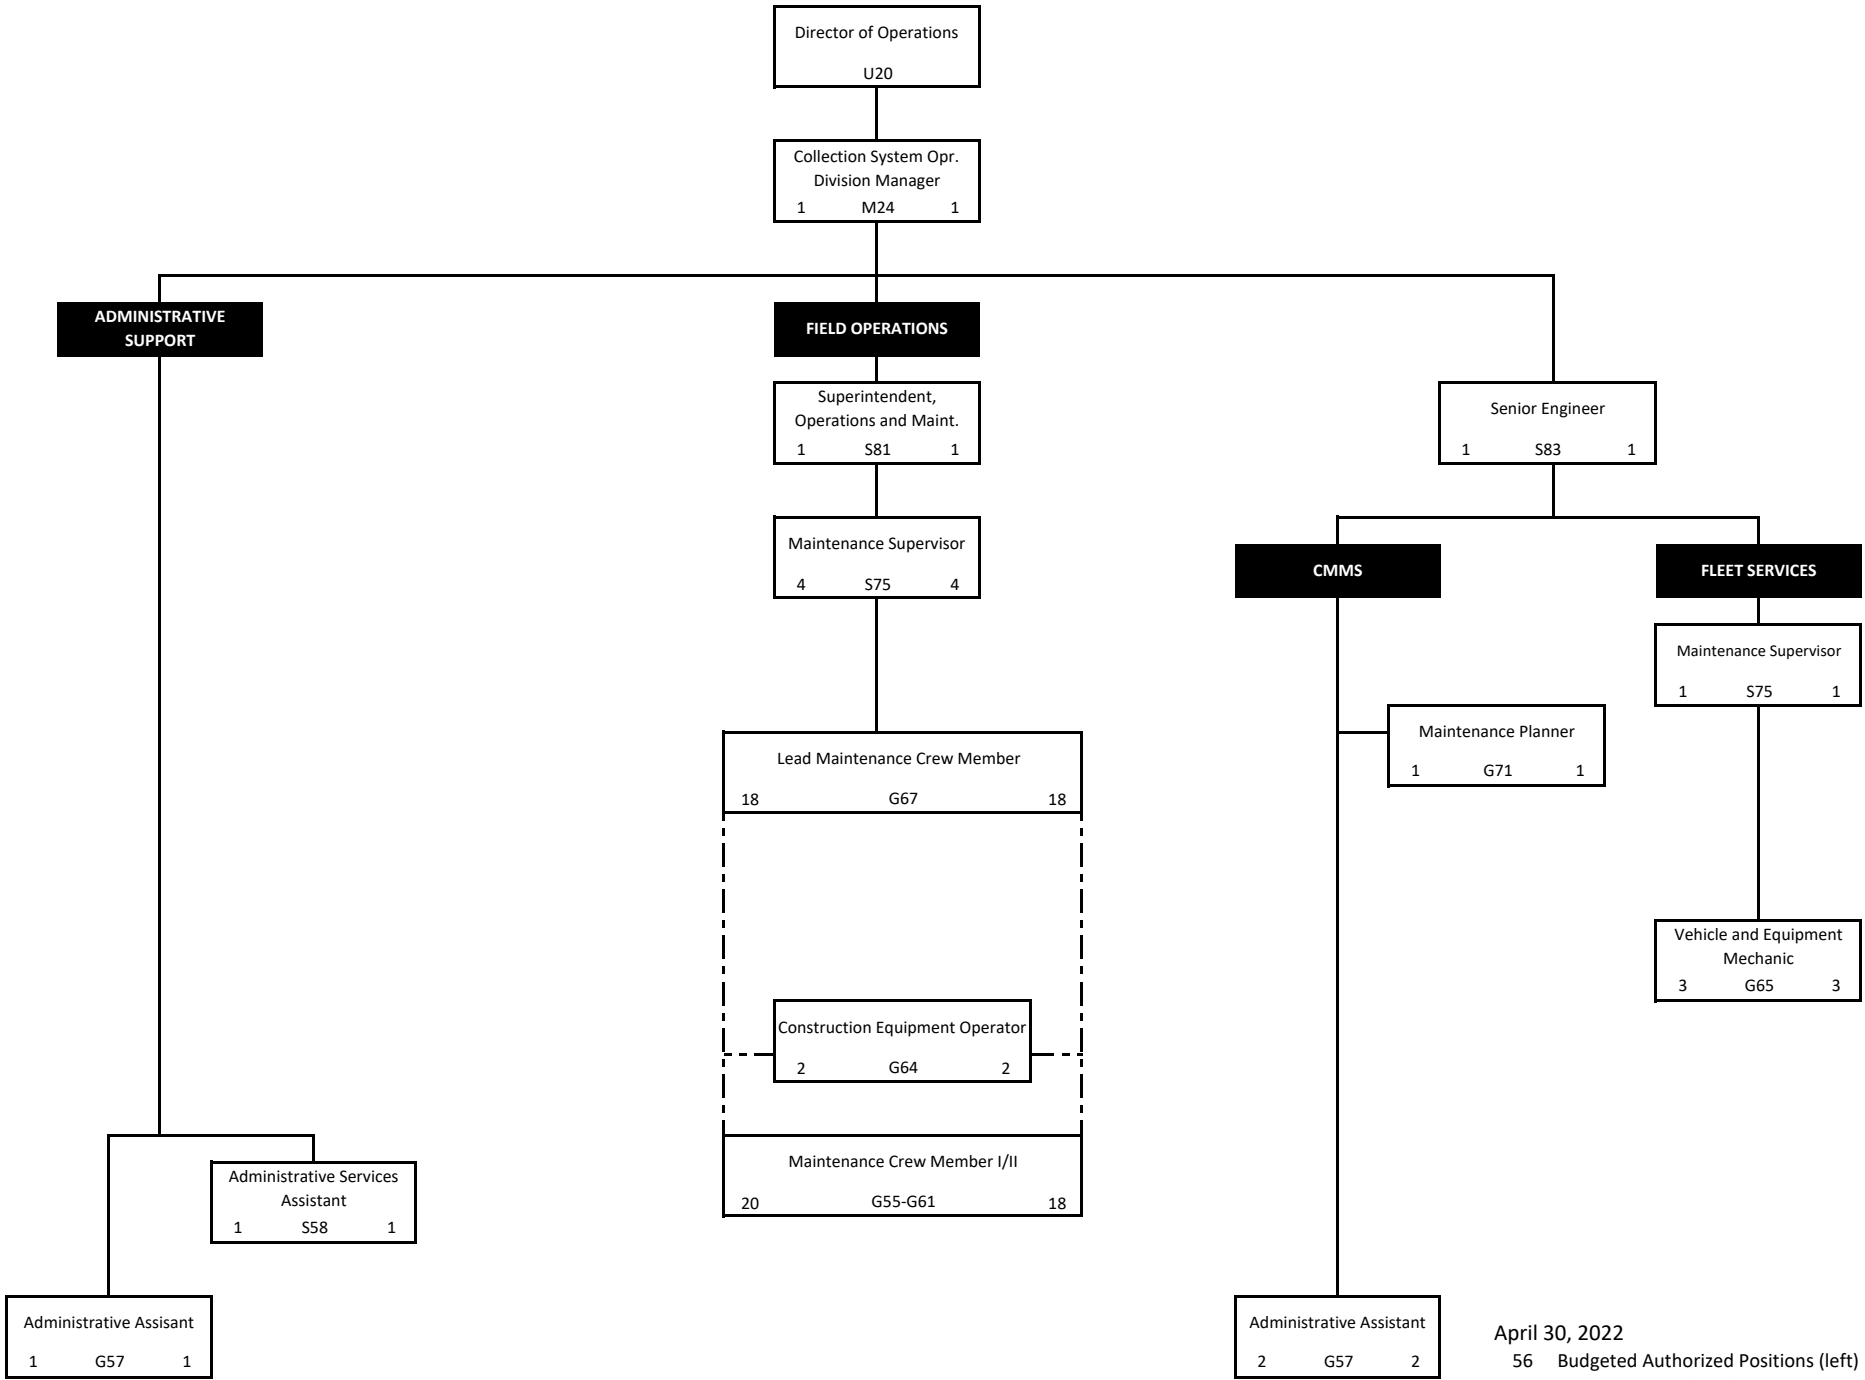 Director of Operations
U20
Collection System Opr.
Division Manager
1 M24 1
ADMINISTRATIVE
SUPPORT
FIELD OPERATIONS
Superintendent,
Operations and Maint.
1 S81 1
Senior Engineer
1 S83 1
Maintenance Supervisor
4 S75 4
CMMS
FLEET SERVICES
Maintenance Supervisor
1 S75 1
Maintenance Planner
1 G71 1
Lead Maintenance Crew Member
18 G67 18
Vehicle and Equipment
Mechanic
3 G65 3
Construction Equipment Operator
2 G64 2
Maintenance Crew Member I/II
20 G55-G61 18
Administrative Services
Assistant
1 S58 1
Administrative Assisant
1 G57 1
Administrative Assistant
2 G57 2
April 30, 2022
56 Budgeted Authorized Positions (left)